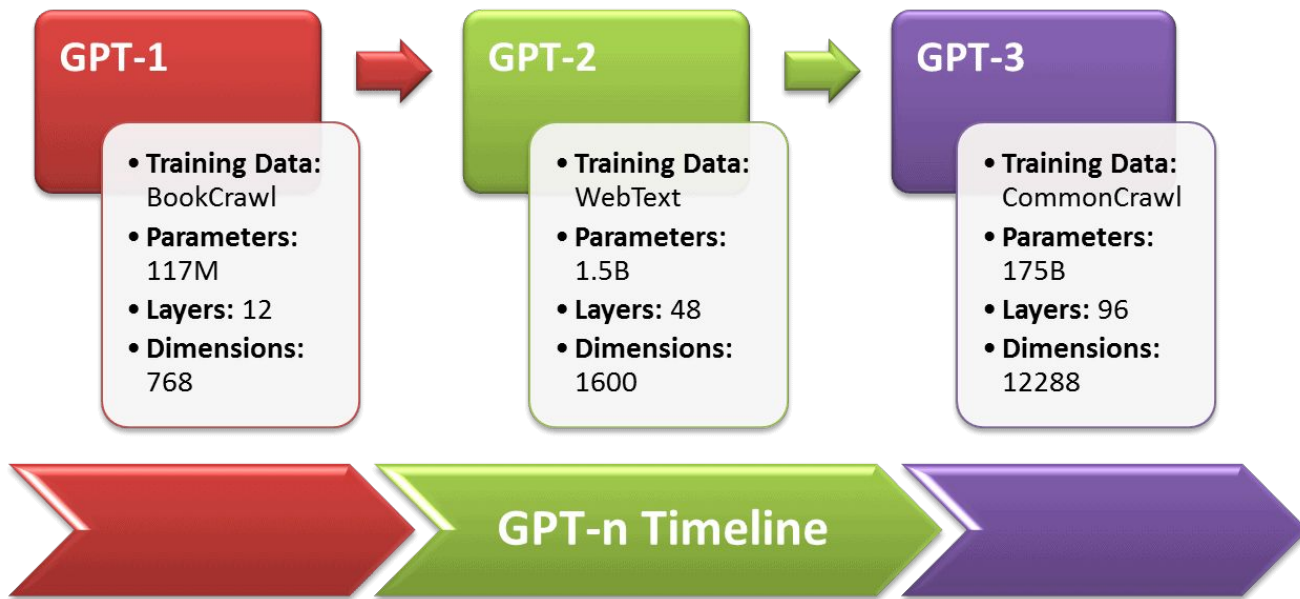 GPT-1
• Training Data:
BookCrawl
• Parameters:
117M
• Layers: 12
• Dimensions:
768
GPT-2
• Training Data:
WebText
• Parameters:
1.5B
• Layers: 48
• Dimensions:
1600
GPT-3
• Training Data:
CommonCrawl
• Parameters:
175B
• Layers: 96
• Dimensions:
12288
GPT-n Timeline